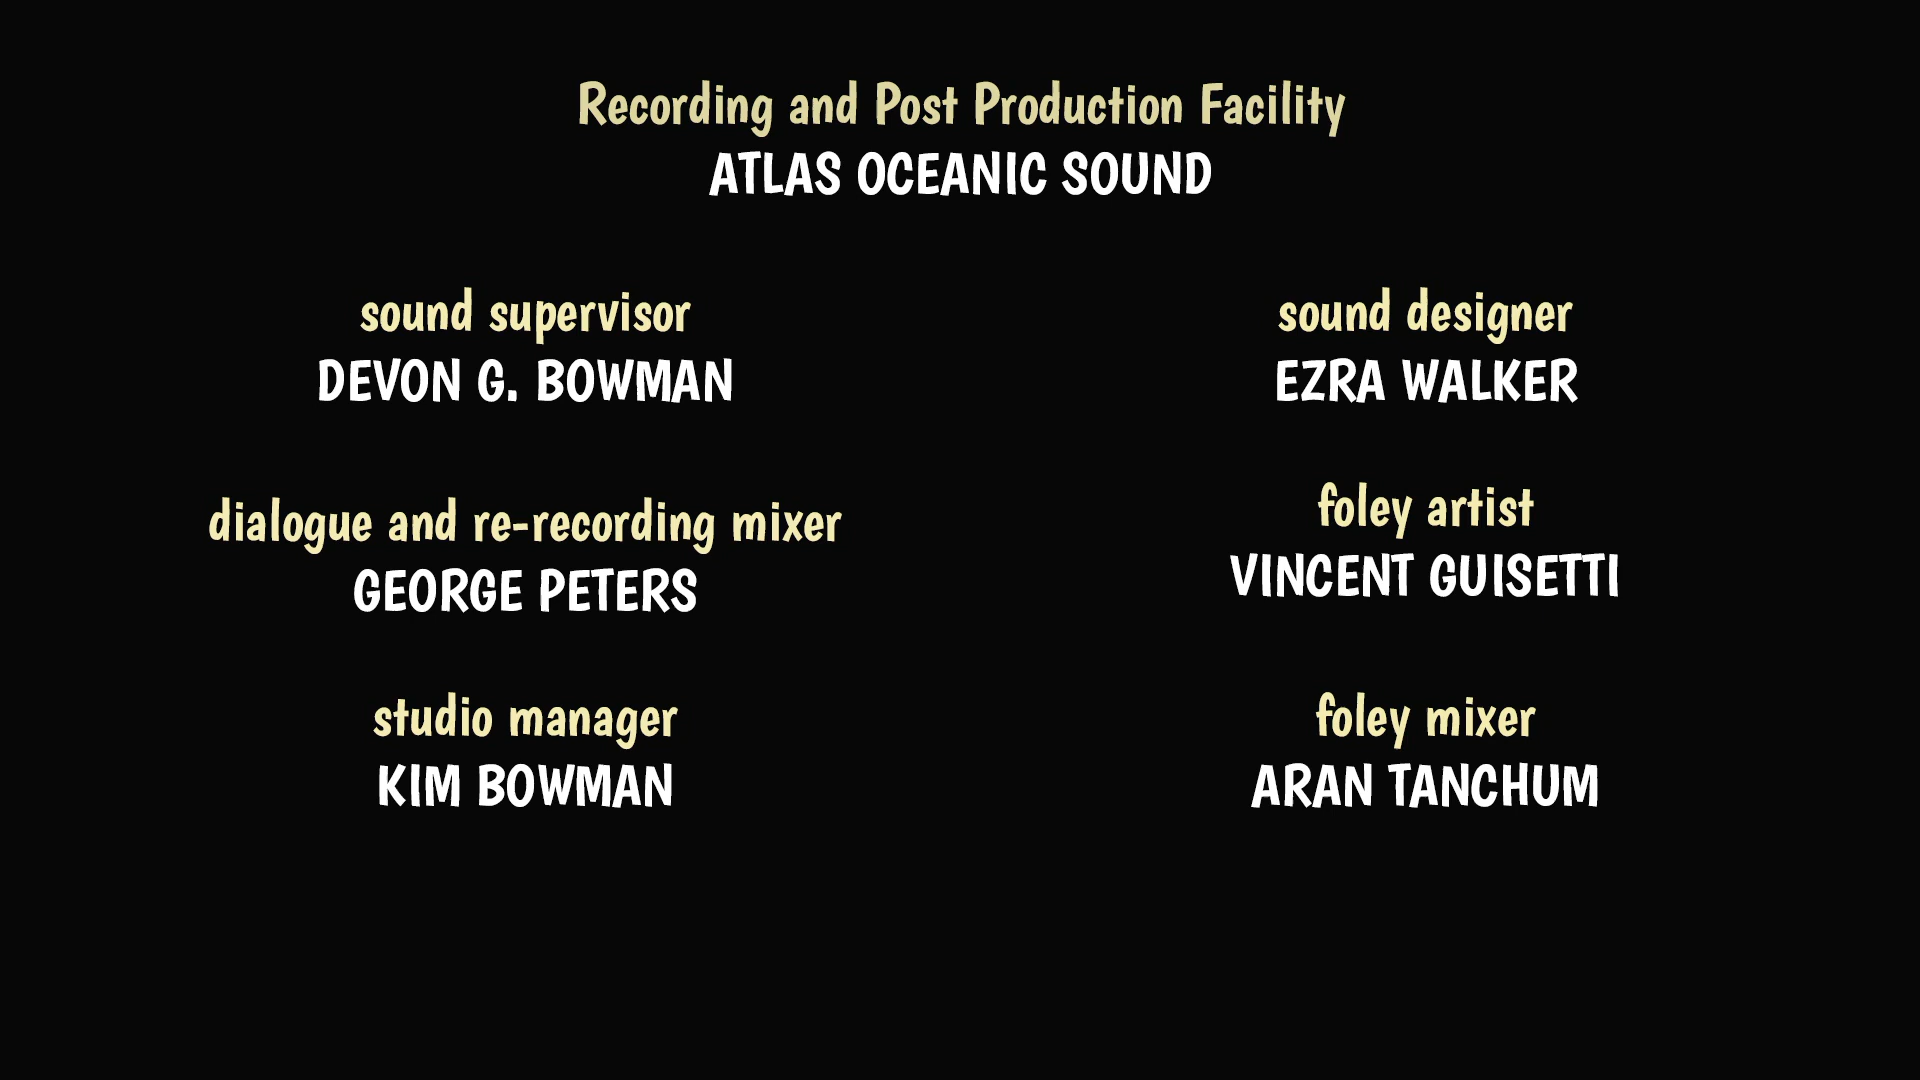 Recording and Post Production Facility
ATLAS OCEANIC SOUND
sound supervisor
DEVON G. BOWMAN
dialogue and re-recording mixer
GEORGE PETERS
studio manager
KIM BOWMAN
sound designer
EZRA WALKER
foley artist
VINCENT GUISETTI
foley mixer
ARAN TANCHUM